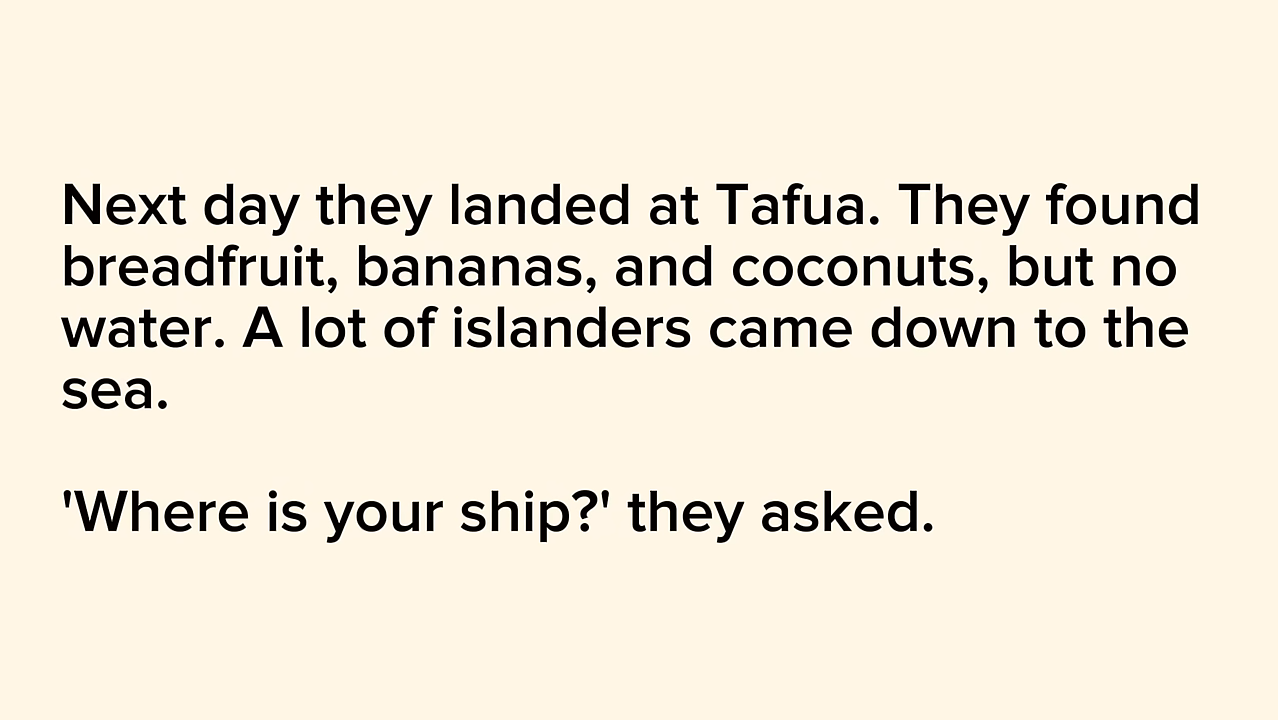 Next day they landed at Tafua. They found
breadfruit, bananas, and coconuts, but no
water. A lot of islanders came down to the
sea.
'Where is your ship?' they asked.